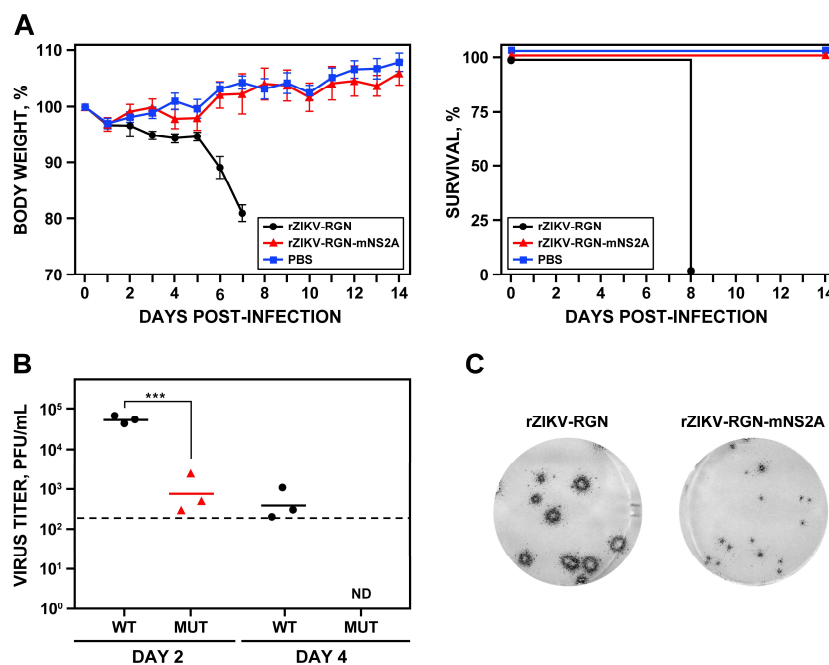 A
BODY WEIGHT, %
110
100
90
80
70
0 2 4 6 8 10 12 14
DAYS POST-INFECTION
rZIKV-RGN
rZIKV-RGN-mNS2A
PBS
SURVIVAL, %
100
75
50
25
0
0 2 4 6 8 10 12 14
DAYS POST-INFECTION
rZIKV-RGN
rZIKV-RGN-mNS2A
PBS
B
VIRUS TITER, PFU/mL
10⁵
10⁴
10³
10²
10¹
10⁰
***
ND
WT MUT WT MUT
DAY 2 DAY 4
C
rZIKV-RGN rZIKV-RGN-mNS2A